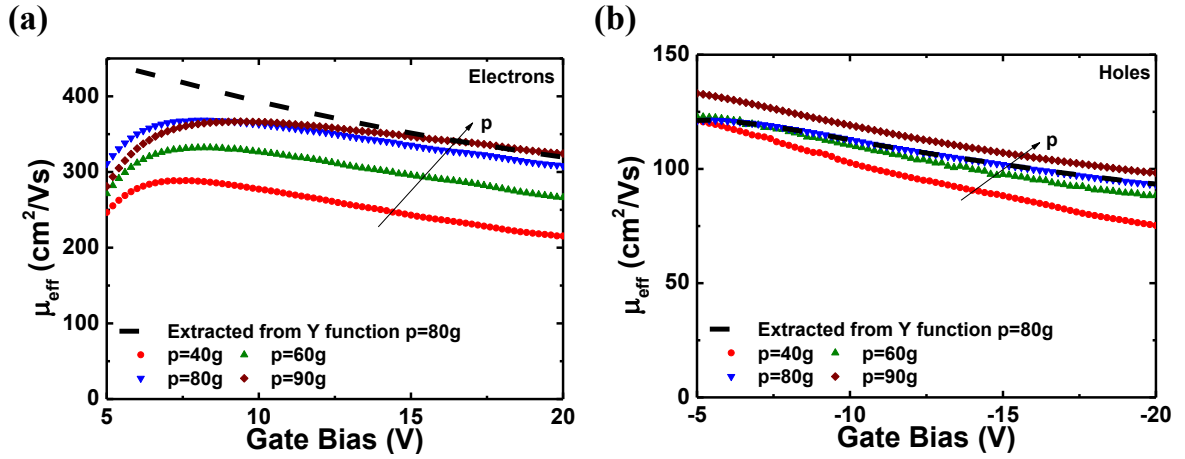 (a)
Electrons
p
μeff (cm²/Vs)
400
300
200
100
0
Extracted from Y function p=80g
p=40g p=60g
p=80g p=90g
5 10 15 20
Gate Bias (V)
(b)
Holes
p
μeff (cm²/Vs)
150
100
50
0
Extracted from Y function p=80g
p=40g p=60g
p=80g p=90g
-5 -10 -15 -20
Gate Bias (V)